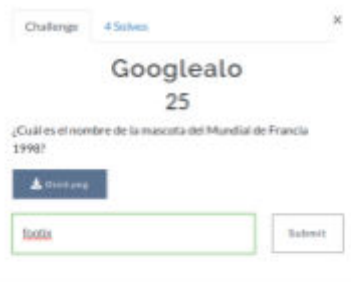 Challenge 4 Solves ×
Googlealo
25
¿Cuál es el nombre de la mascota del Mundial de Francia
1998?
footix Submit